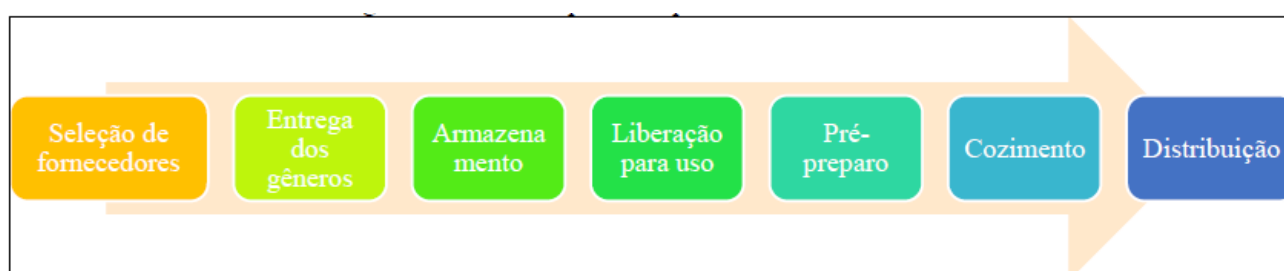 Seleção de
fornecedores
Entrega
dos
gêneros
Armazena
mento
Liberação
para uso
Pré-
preparo
Cozimento
Distribuição